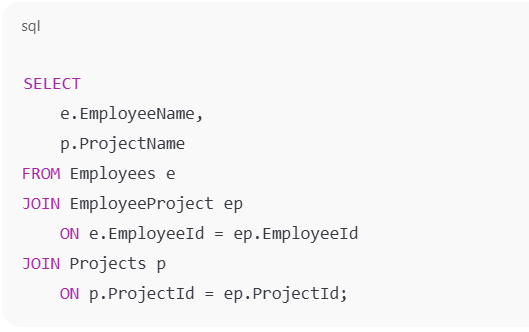 sql
SELECT
e.EmployeeName,
p.ProjectName
FROM Employees e
JOIN EmployeeProject ep
ON e.EmployeeId = ep.EmployeeId
JOIN Projects p
ON p.ProjectId = ep.ProjectId;